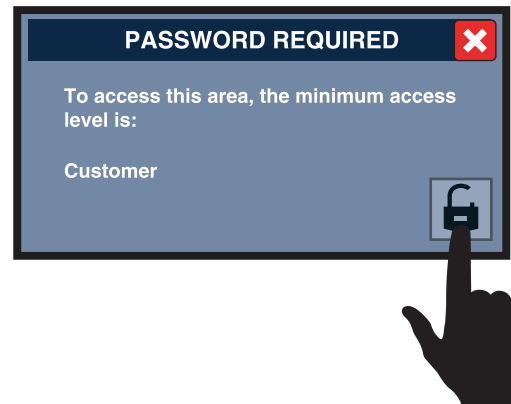 PASSWORD REQUIRED
To access this area, the minimum access
level is:
Customer